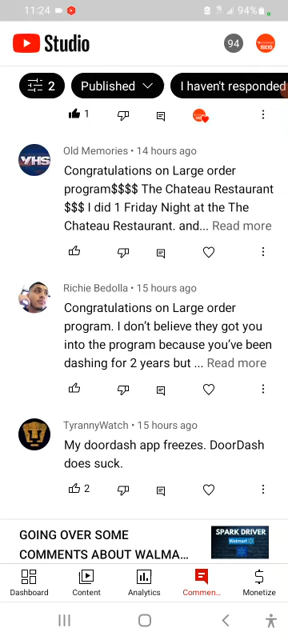 11:24 94%
Studio 94
2 Published I haven't responded
1
Old Memories • 14 hours ago
Congratulations on Large order
program$$$$ The Chateau Restaurant
$$$ I did 1 Friday Night at the The
Chateau Restaurant. and... Read more
Richie Bedolla • 15 hours ago
Congratulations on Large order
program. I don't believe they got you
into the program because you've been
dashing for 2 years but ... Read more
TyrannyWatch • 15 hours ago
My doordash app freezes. DoorDash
does suck.
2
GOING OVER SOME
COMMENTS ABOUT WALMA...
SPARK DRIVER
Walmart
Dashboard Content Analytics Commen... Monetize